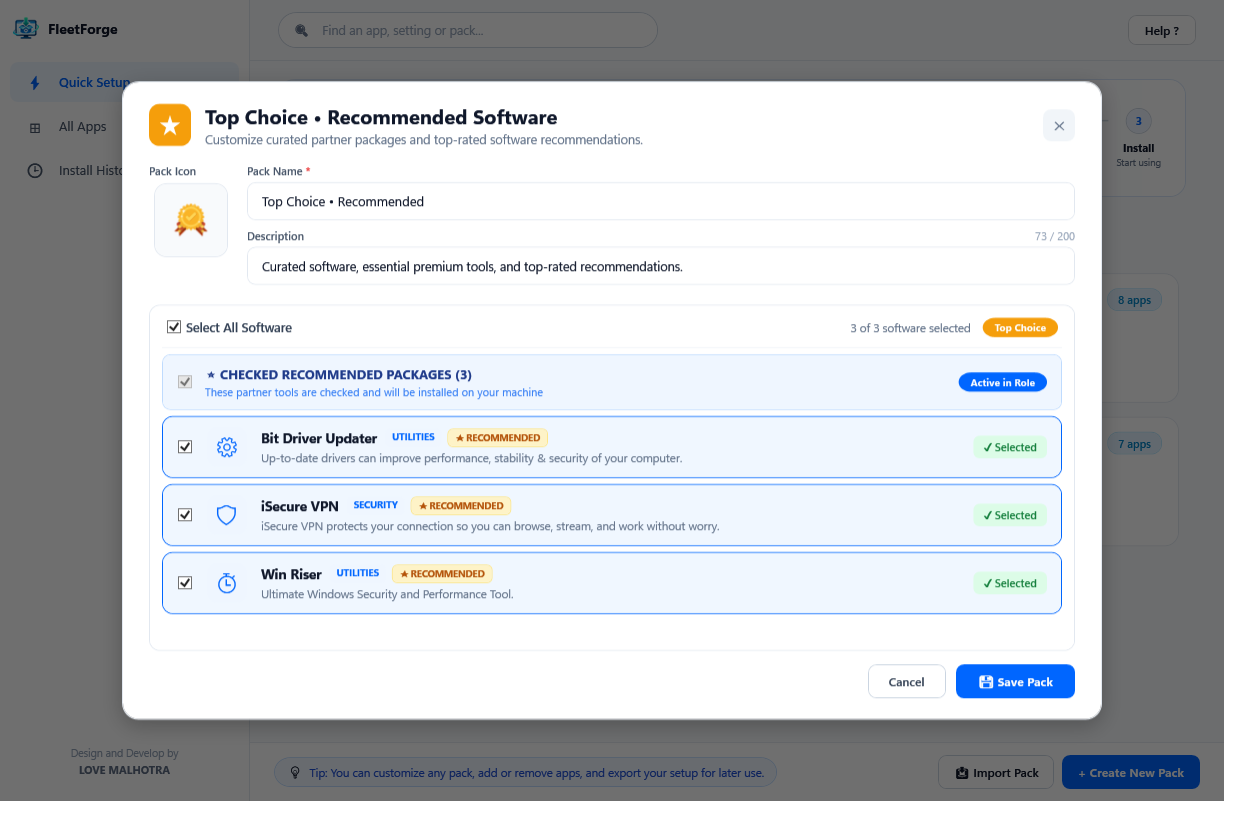 FleetForge
Find an app, setting or pack...
Help ?
Quick Setup
All Apps
Install Histo
3
Install
Start using
8 apps
7 apps
Top Choice • Recommended Software
Customize curated partner packages and top-rated software recommendations.
Pack Icon
Pack Name *
Top Choice • Recommended
Description
73 / 200
Curated software, essential premium tools, and top-rated recommendations.
Select All Software
3 of 3 software selected
Top Choice
★ CHECKED RECOMMENDED PACKAGES (3)
These partner tools are checked and will be installed on your machine
Active in Role
Bit Driver Updater UTILITIES ★ RECOMMENDED
Up-to-date drivers can improve performance, stability & security of your computer.
✓ Selected
iSecure VPN SECURITY ★ RECOMMENDED
iSecure VPN protects your connection so you can browse, stream, and work without worry.
✓ Selected
Win Riser UTILITIES ★ RECOMMENDED
Ultimate Windows Security and Performance Tool.
✓ Selected
Cancel
Save Pack
Design and Develop by
LOVE MALHOTRA
Tip: You can customize any pack, add or remove apps, and export your setup for later use.
Import Pack
+ Create New Pack